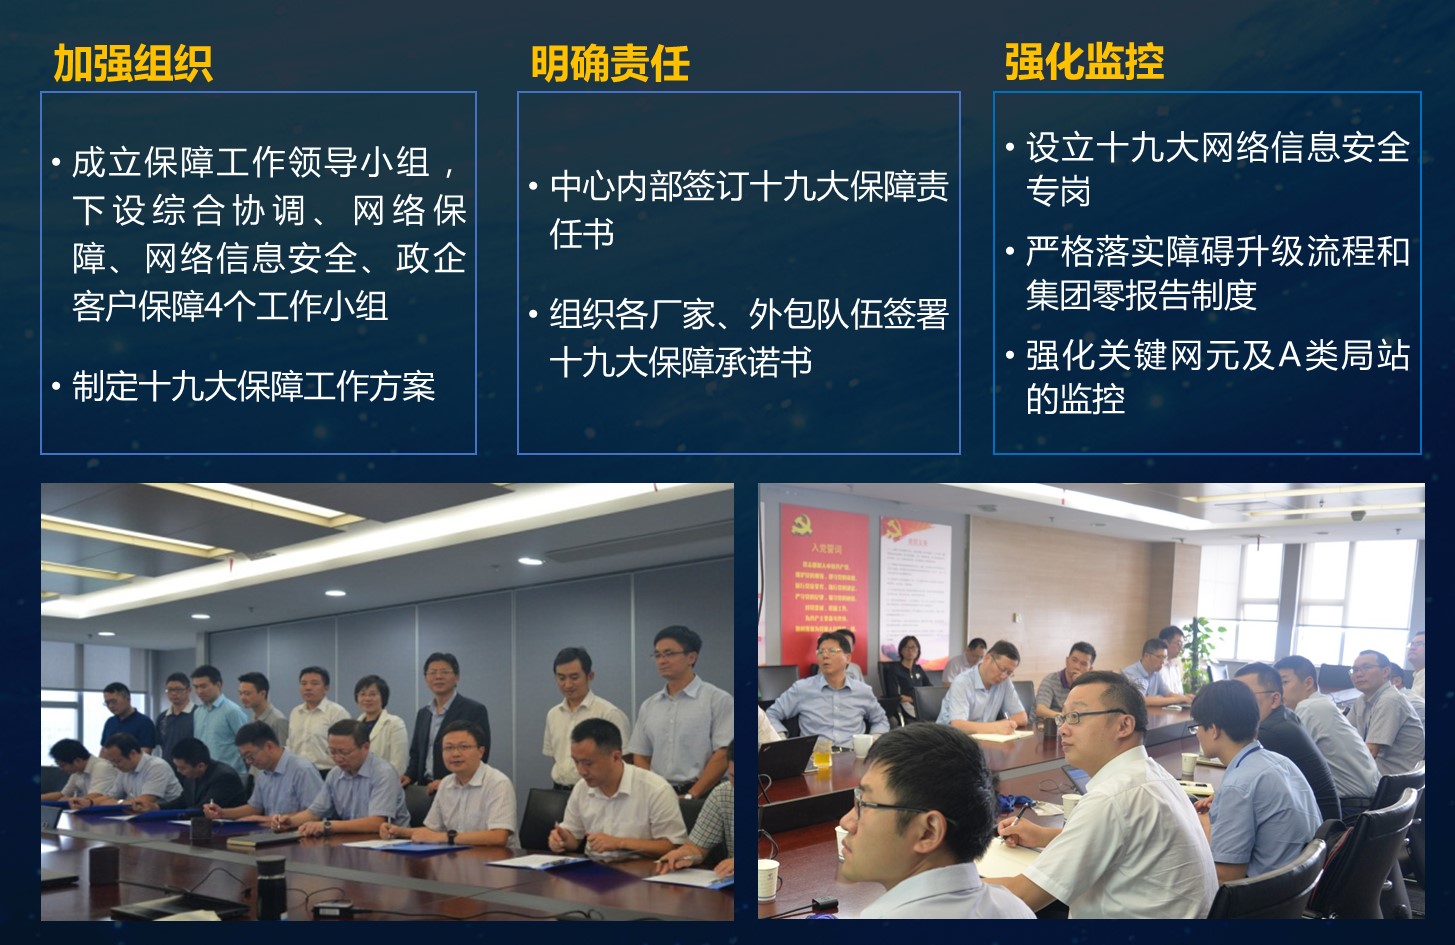 加强组织
• 成立保障工作领导小组，
下设综合协调、网络保
障、网络信息安全、政企
客户保障4个工作小组
• 制定十九大保障工作方案
明确责任
• 中心内部签订十九大保障责
任书
• 组织各厂家、外包队伍签署
十九大保障承诺书
强化监控
• 设立十九大网络信息安全
专岗
• 严格落实障碍升级流程和
集团零报告制度
• 强化关键网元及A类局站
的监控
入党誓词